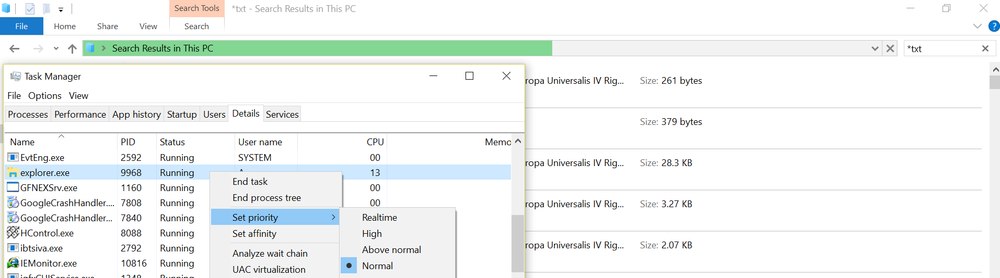 Search Tools *txt - Search Results in This PC
File Home Share View Search ?
Search Results in This PC *txt
Task Manager
File Options View
Processes Performance App history Startup Users Details Services
Name PID Status User name CPU Memo
EvtEng.exe 2592 Running SYSTEM 00
explorer.exe 9968 Running 13
GFNEXSrv.exe 1160 Running 00
GoogleCrashHandler.... 7808 Running 00
GoogleCrashHandler... 7840 Running
HControl.exe 8088 Running
ibtsiva.exe 2792 Running
IEMonitor.exe 10816 Running
Running
End task
End process tree
Set priority
Set affinity
Analyze wait chain
UAC virtualization
Realtime
High
Above normal
Normal
ropa Universalis IV Rig... Size: 261 bytes
Size: 379 bytes
ropa Universalis IV Rig... Size: 28.3 KB
ropa Universalis IV Rig... Size: 3.27 KB
ropa Universalis IV Rig... Size: 2.07 KB